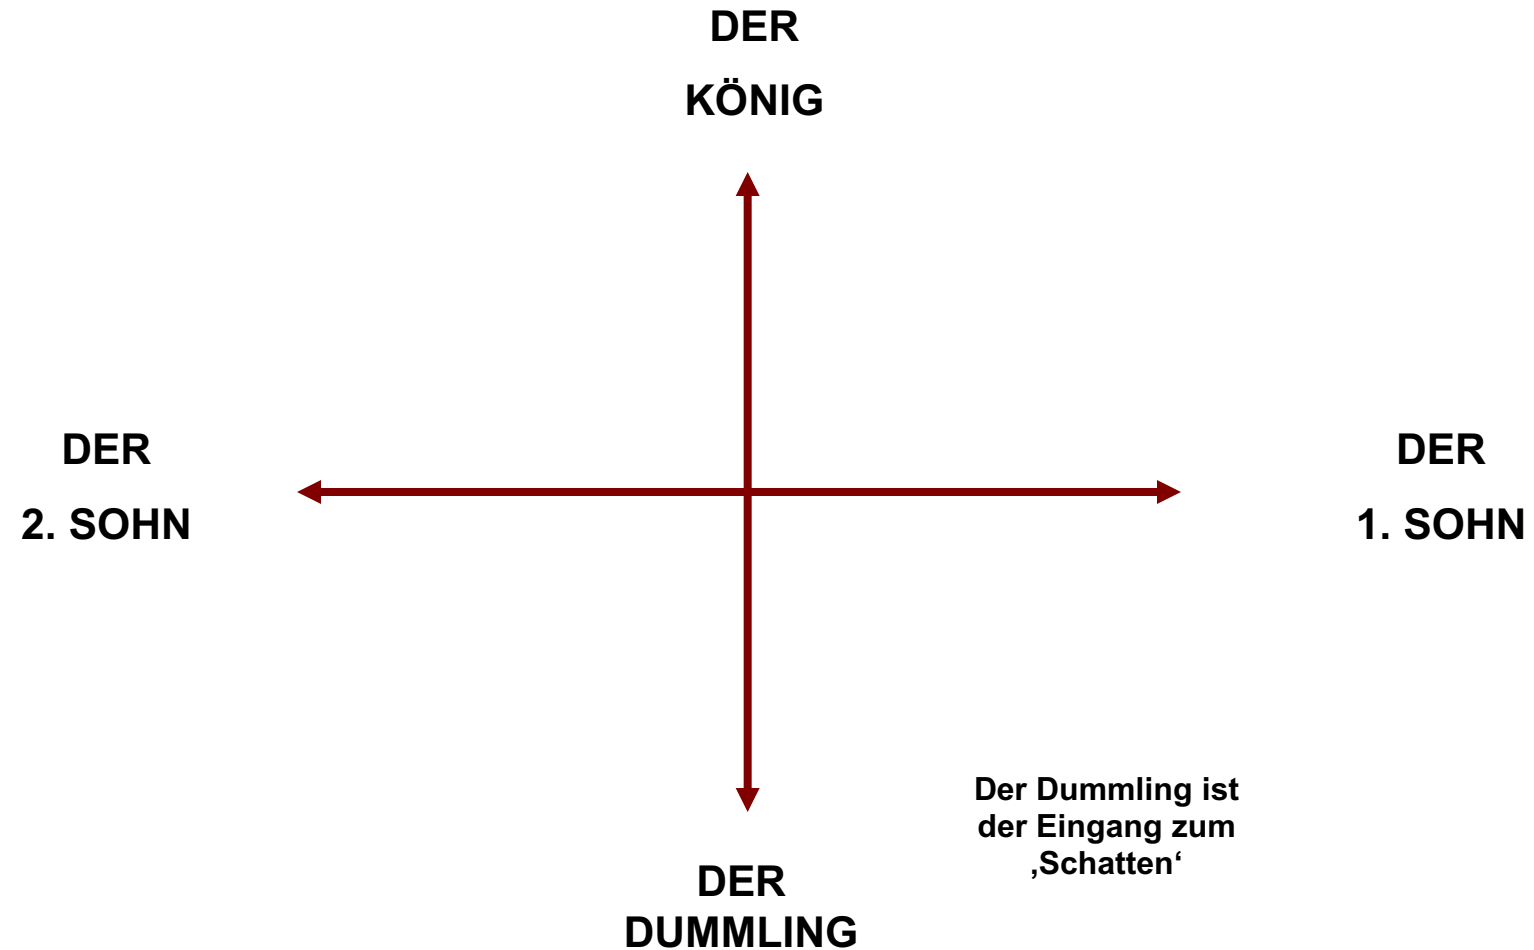 DER
KÖNIG
DER
2. SOHN
DER
1. SOHN
Der Dummling ist
der Eingang zum
‚Schatten‘
DER
DUMMLING